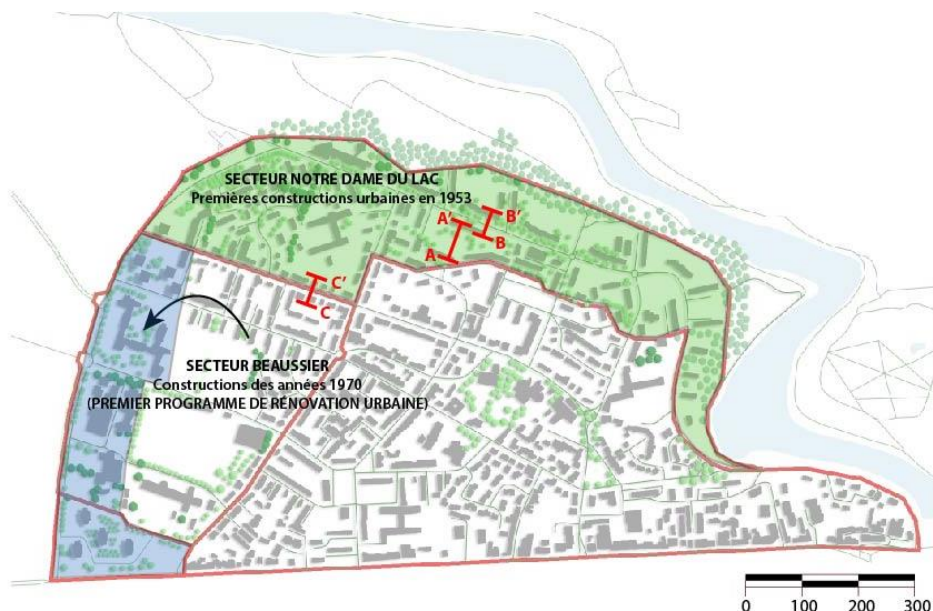 SECTEUR NOTRE DAME DU LAC
Premières constructions urbaines en 1953
A' B'
B
A
C'
C
SECTEUR BEAUSSIER
Constructions des années 1970
(PREMIER PROGRAMME DE RÉNOVATION URBAINE)
0 100 200 300